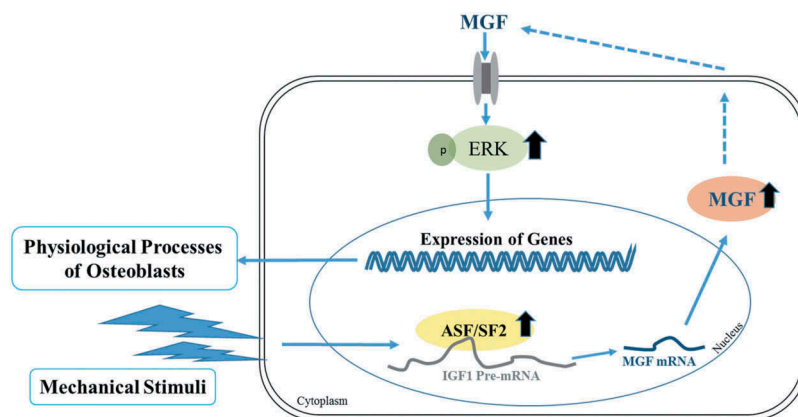 MGF
p
ERK
MGF
Expression of Genes
Physiological Processes
of Osteoblasts
ASF/SF2
IGF1 Pre-mRNA
MGF mRNA
Nucleus
Mechanical Stimuli
Cytoplasm